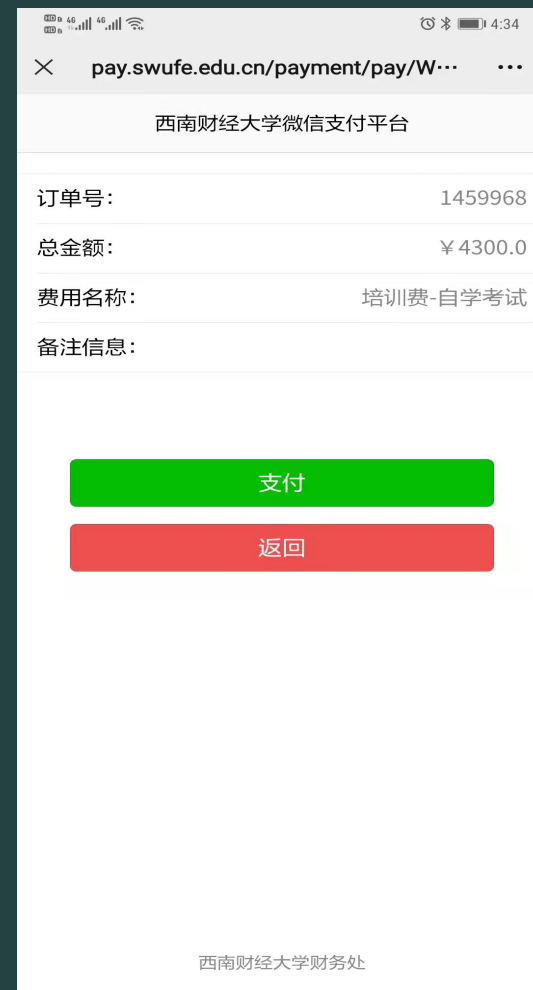 4:34
pay.swufe.edu.cn/payment/pay/W···
西南财经大学微信支付平台
订单号： 1459968
总金额： ￥4300.0
费用名称： 培训费-自学考试
备注信息：
支付
返回
西南财经大学财务处